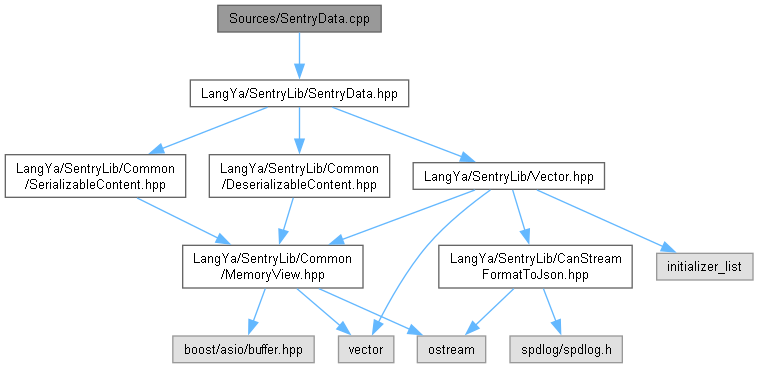 Sources/SentryData.cpp
LangYa/SentryLib/SentryData.hpp
LangYa/SentryLib/Common
/SerializableContent.hpp
LangYa/SentryLib/Common
/DeserializableContent.hpp
LangYa/SentryLib/Vector.hpp
LangYa/SentryLib/Common
/MemoryView.hpp
LangYa/SentryLib/CanStream
FormatToJson.hpp
initializer_list
boost/asio/buffer.hpp
vector
ostream
spdlog/spdlog.h